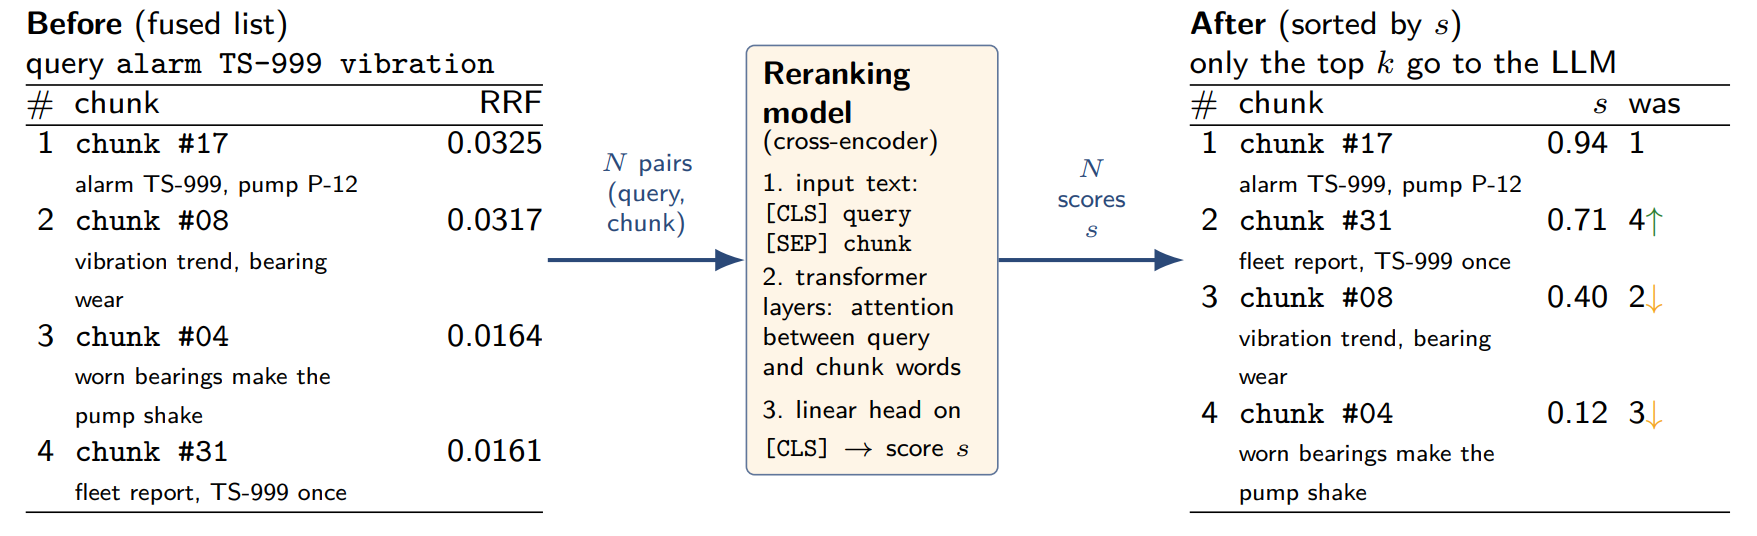 Before (fused list)
query alarm TS-999 vibration
# chunk RRF
1 chunk #17 0.0325
alarm TS-999, pump P-12
2 chunk #08 0.0317
vibration trend, bearing
wear
3 chunk #04 0.0164
worn bearings make the
pump shake
4 chunk #31 0.0161
fleet report, TS-999 once
N pairs
(query,
chunk)
Reranking
model
(cross-encoder)
1. input text:
[CLS] query
[SEP] chunk
2. transformer
layers: attention
between query
and chunk words
3. linear head on
[CLS] → score s
N
scores
s
After (sorted by s)
only the top k go to the LLM
# chunk s was
1 chunk #17 0.94 1
alarm TS-999, pump P-12
2 chunk #31 0.71 4↑
fleet report, TS-999 once
3 chunk #08 0.40 2↓
vibration trend, bearing
wear
4 chunk #04 0.12 3↓
worn bearings make the
pump shake